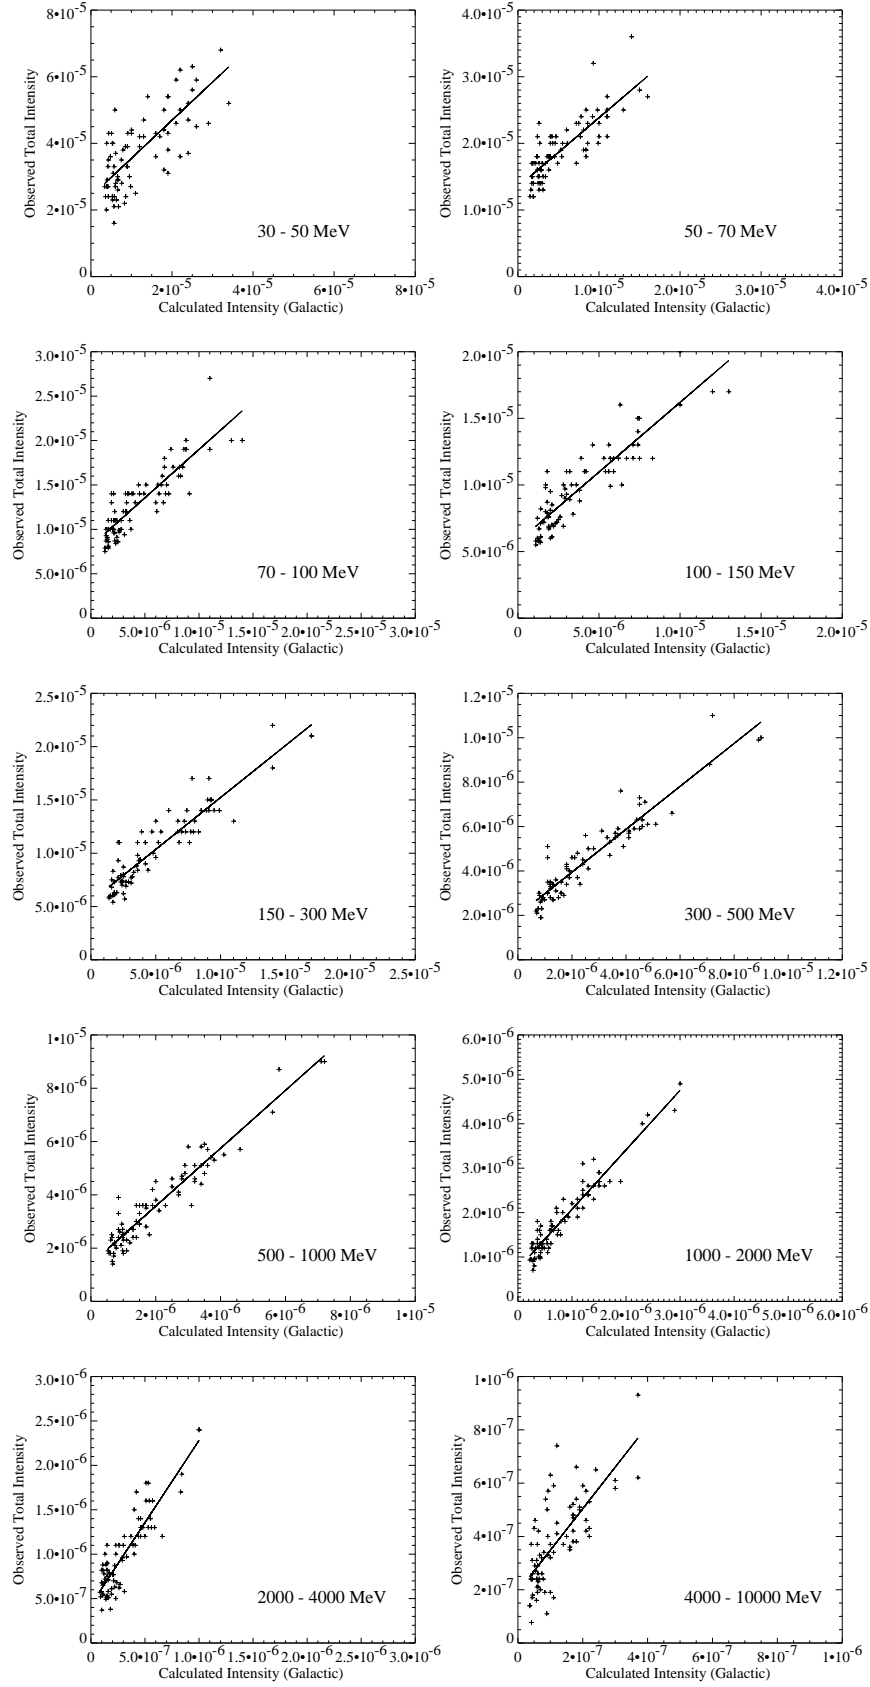 8•10⁻⁵
6•10⁻⁵
4•10⁻⁵
2•10⁻⁵
0
Observed Total Intensity
30 - 50 MeV
0 2•10⁻⁵ 4•10⁻⁵ 6•10⁻⁵ 8•10⁻⁵
Calculated Intensity (Galactic)
4.0•10⁻⁵
3.0•10⁻⁵
2.0•10⁻⁵
1.0•10⁻⁵
0
Observed Total Intensity
50 - 70 MeV
0 1.0•10⁻⁵ 2.0•10⁻⁵ 3.0•10⁻⁵ 4.0•10⁻⁵
Calculated Intensity (Galactic)
3.0•10⁻⁵
2.5•10⁻⁵
2.0•10⁻⁵
1.5•10⁻⁵
1.0•10⁻⁵
5.0•10⁻⁶
0
Observed Total Intensity
70 - 100 MeV
0 5.0•10⁻⁶ 1.0•10⁻⁵ 1.5•10⁻⁵ 2.0•10⁻⁵ 2.5•10⁻⁵ 3.0•10⁻⁵
Calculated Intensity (Galactic)
2.0•10⁻⁵
1.5•10⁻⁵
1.0•10⁻⁵
5.0•10⁻⁶
0
Observed Total Intensity
100 - 150 MeV
0 5.0•10⁻⁶ 1.0•10⁻⁵ 1.5•10⁻⁵ 2.0•10⁻⁵
Calculated Intensity (Galactic)
2.5•10⁻⁵
2.0•10⁻⁵
1.5•10⁻⁵
1.0•10⁻⁵
5.0•10⁻⁶
0
Observed Total Intensity
150 - 300 MeV
0 5.0•10⁻⁶ 1.0•10⁻⁵ 1.5•10⁻⁵ 2.0•10⁻⁵ 2.5•10⁻⁵
Calculated Intensity (Galactic)
1.2•10⁻⁵
1.0•10⁻⁵
8.0•10⁻⁶
6.0•10⁻⁶
4.0•10⁻⁶
2.0•10⁻⁶
0
Observed Total Intensity
300 - 500 MeV
0 2.0•10⁻⁶ 4.0•10⁻⁶ 6.0•10⁻⁶ 8.0•10⁻⁶ 1.0•10⁻⁵ 1.2•10⁻⁵
Calculated Intensity (Galactic)
1•10⁻⁵
8•10⁻⁶
6•10⁻⁶
4•10⁻⁶
2•10⁻⁶
0
Observed Total Intensity
500 - 1000 MeV
0 2•10⁻⁶ 4•10⁻⁶ 6•10⁻⁶ 8•10⁻⁶ 1•10⁻⁵
Calculated Intensity (Galactic)
6.0•10⁻⁶
5.0•10⁻⁶
4.0•10⁻⁶
3.0•10⁻⁶
2.0•10⁻⁶
1.0•10⁻⁶
0
Observed Total Intensity
1000 - 2000 MeV
0 1.0•10⁻⁶ 2.0•10⁻⁶ 3.0•10⁻⁶ 4.0•10⁻⁶ 5.0•10⁻⁶ 6.0•10⁻⁶
Calculated Intensity (Galactic)
3.0•10⁻⁶
2.5•10⁻⁶
2.0•10⁻⁶
1.5•10⁻⁶
1.0•10⁻⁶
5.0•10⁻⁷
0
Observed Total Intensity
2000 - 4000 MeV
0 5.0•10⁻⁷ 1.0•10⁻⁶ 1.5•10⁻⁶ 2.0•10⁻⁶ 2.5•10⁻⁶ 3.0•10⁻⁶
Calculated Intensity (Galactic)
1•10⁻⁶
8•10⁻⁷
6•10⁻⁷
4•10⁻⁷
2•10⁻⁷
0
Observed Total Intensity
4000 - 10000 MeV
0 2•10⁻⁷ 4•10⁻⁷ 6•10⁻⁷ 8•10⁻⁷ 1•10⁻⁶
Calculated Intensity (Galactic)